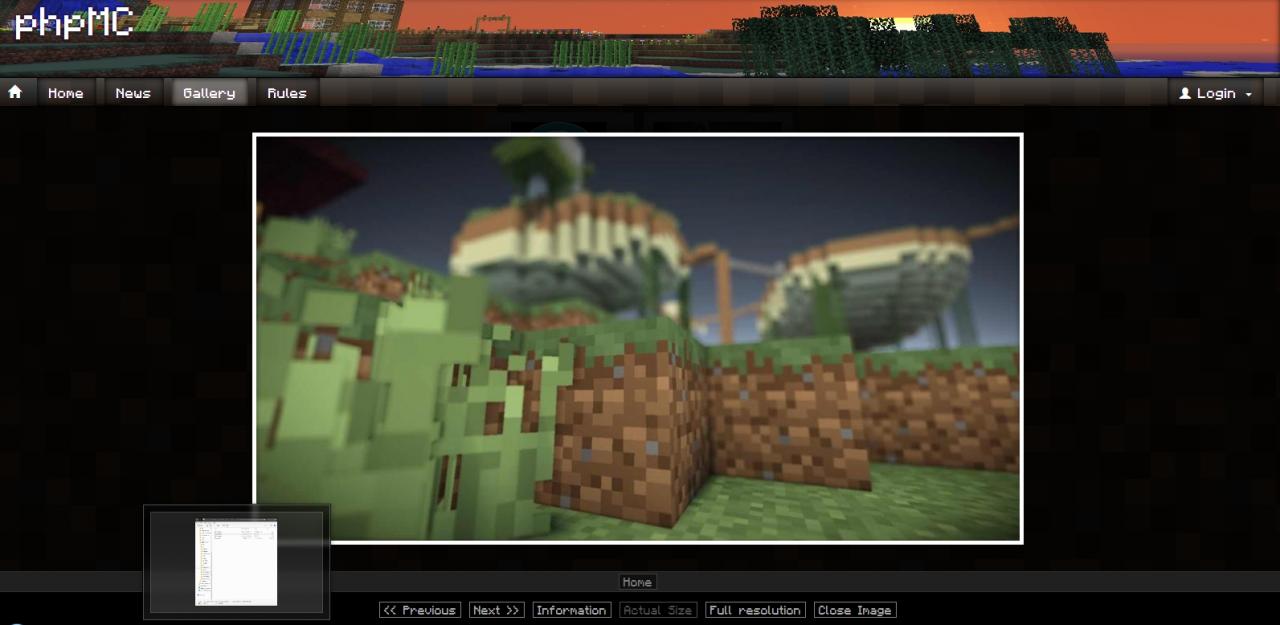 phpMC
Home News Gallery Rules Login
Home
<< Previous Next >> Information Actual Size Full resolution Close Image